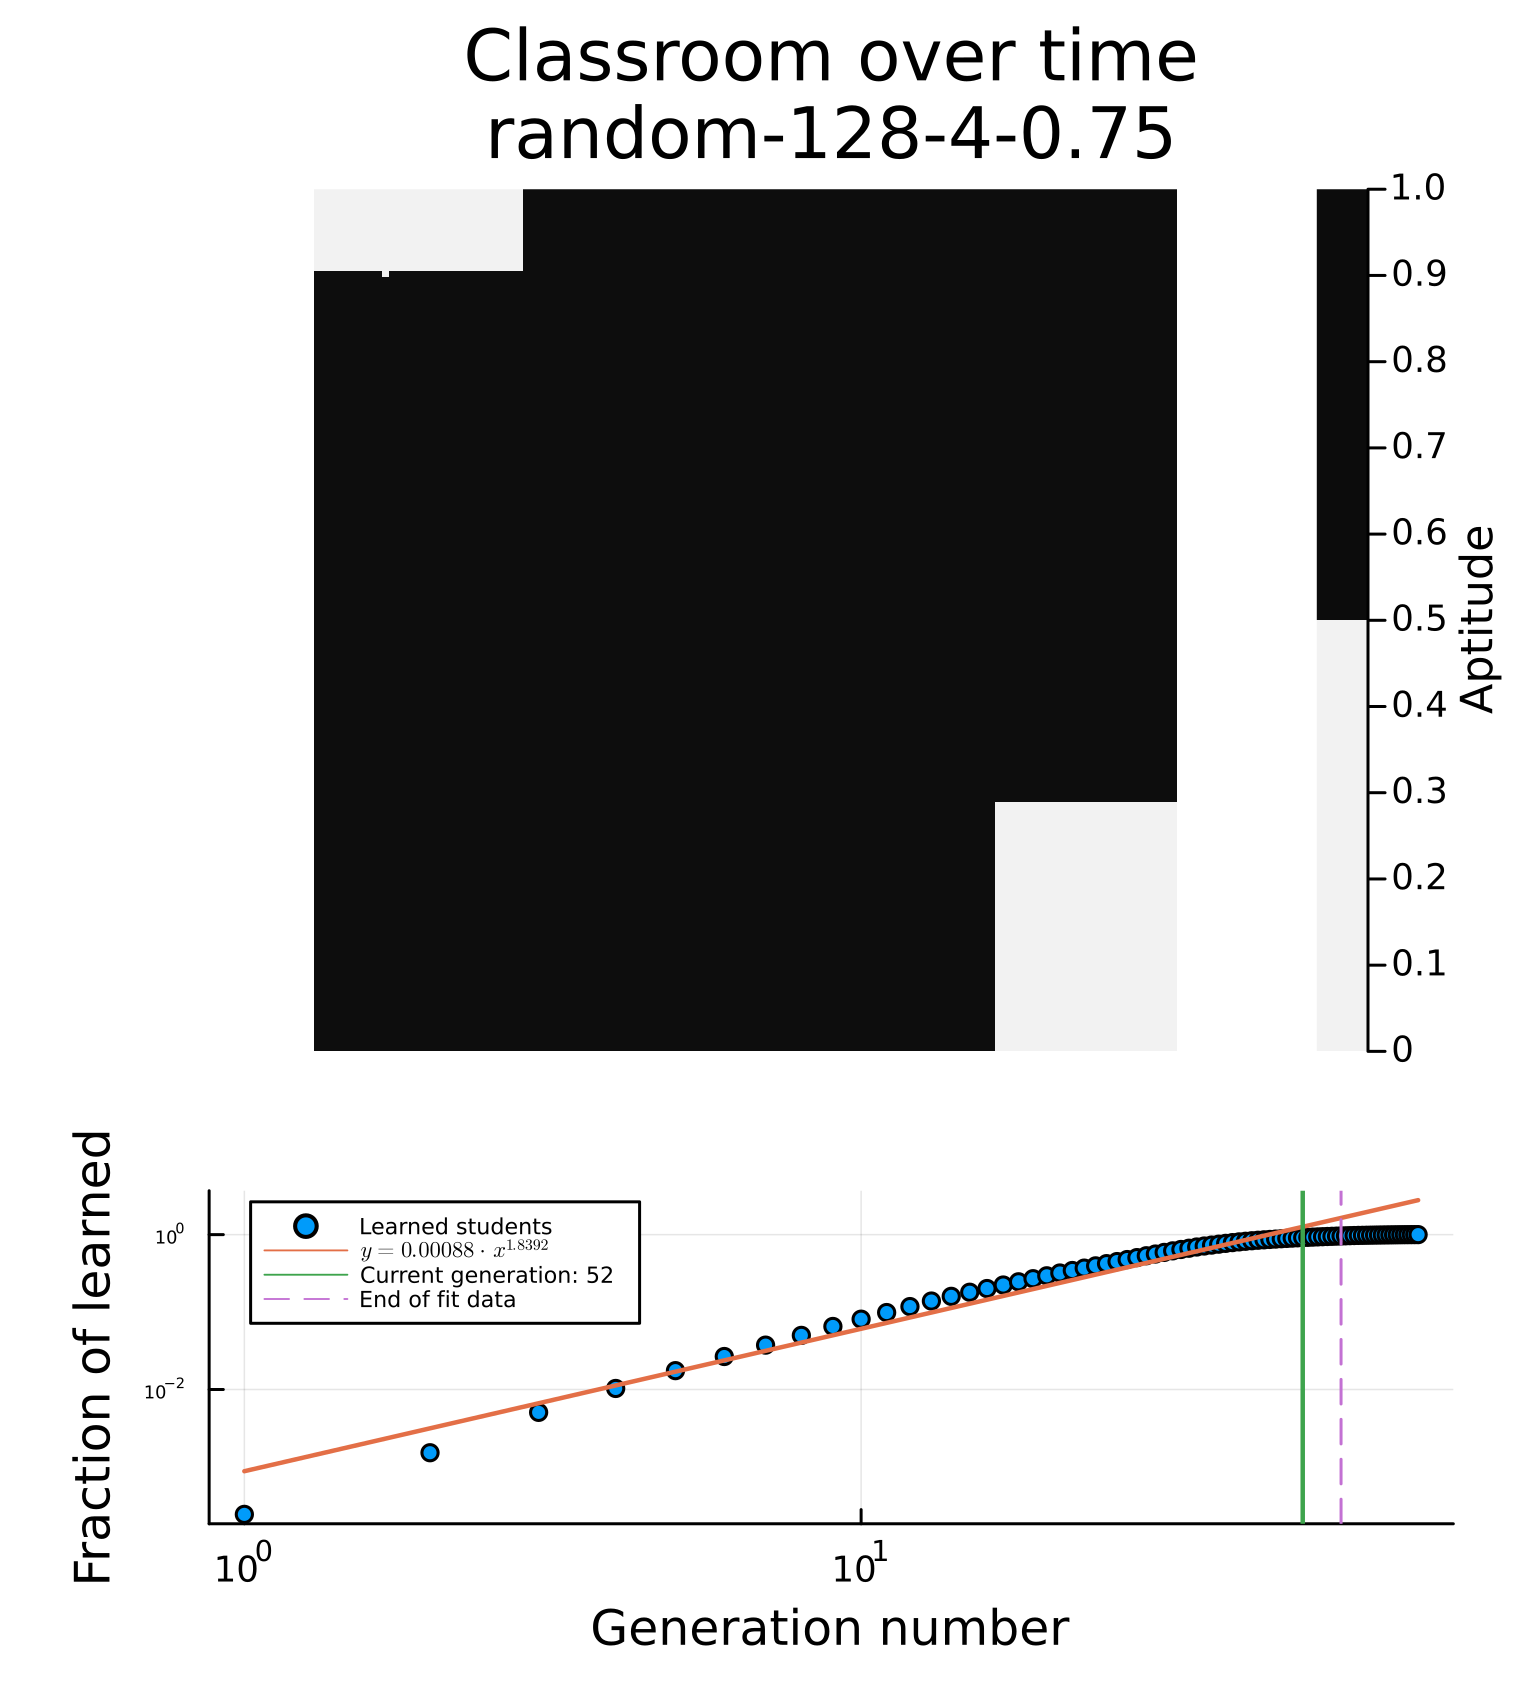 Classroom over time
random-128-4-0.75
1.0
0.9
0.8
0.7
0.6
0.5
0.4
0.3
0.2
0.1
0
Aptitude
Fraction of learned
10^0
10^-2
Learned students
y = 0.00088 · x^1.8392
Current generation: 52
End of fit data
10^0
10^1
Generation number